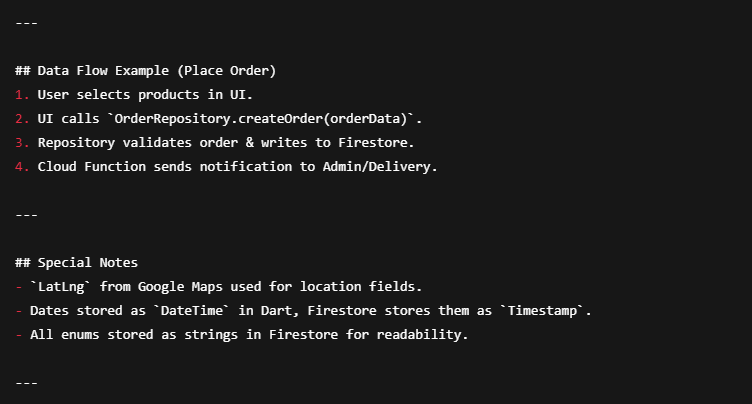 ---
## Data Flow Example (Place Order)
1. User selects products in UI.
2. UI calls `OrderRepository.createOrder(orderData)`.
3. Repository validates order & writes to Firestore.
4. Cloud Function sends notification to Admin/Delivery.
---
## Special Notes
- `LatLng` from Google Maps used for location fields.
- Dates stored as `DateTime` in Dart, Firestore stores them as `Timestamp`.
- All enums stored as strings in Firestore for readability.
---